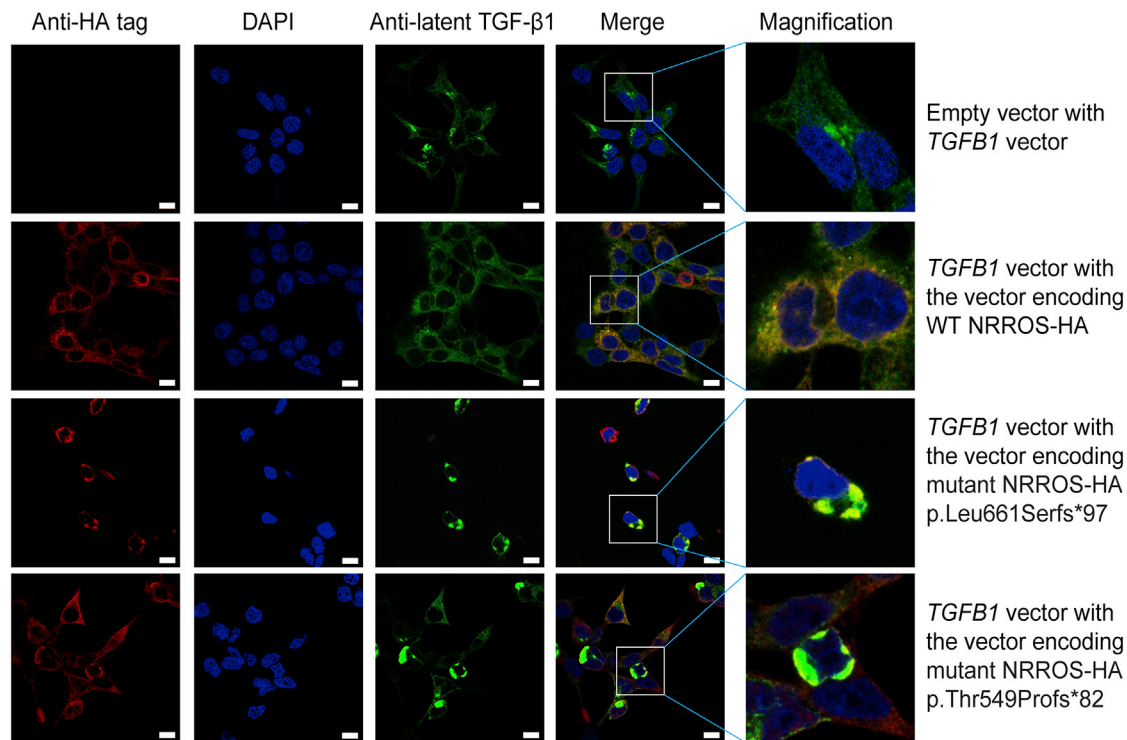 Anti-HA tag DAPI Anti-latent TGF-β1 Merge Magnification
Empty vector with
TGFB1 vector
TGFB1 vector with
the vector encoding
WT NRROS-HA
TGFB1 vector with
the vector encoding
mutant NRROS-HA
p.Leu661Serfs*97
TGFB1 vector with
the vector encoding
mutant NRROS-HA
p.Thr549Profs*82